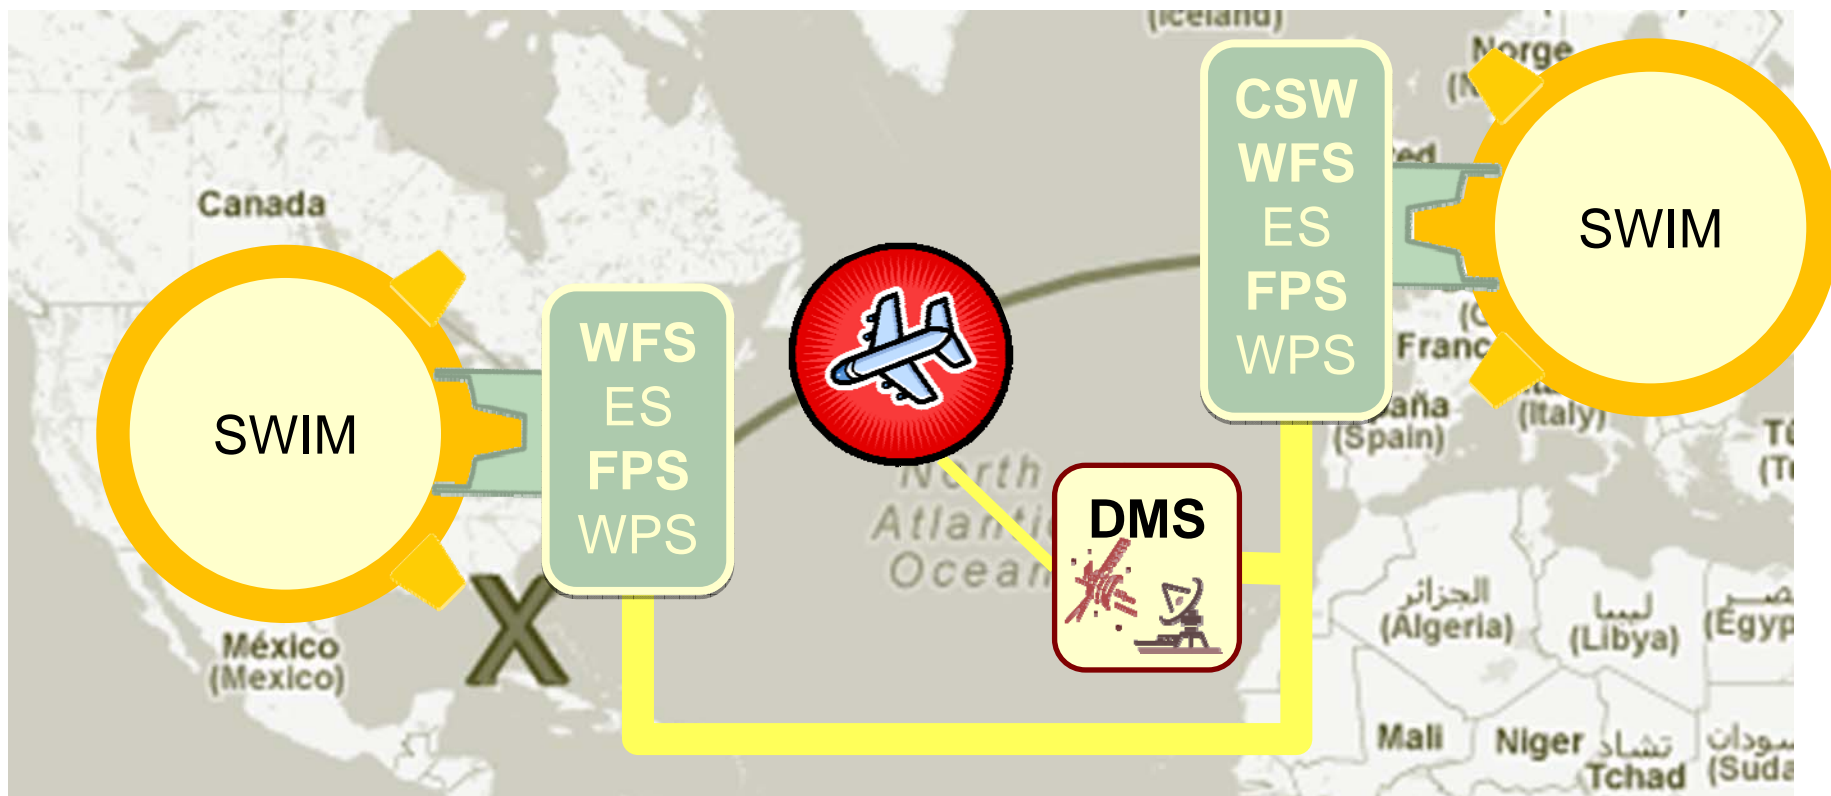 (Iceland)
Norge
CSW
WFS
ES
FPS
WPS
SWIM
Canada
SWIM
WFS
ES
FPS
WPS
Franc
aña
(Spain)
(Italy)
North
Atlantic
Ocean
DMS
X
México
(Mexico)
الجزائر
(Algeria)
ليبيا
(Libya)
(Egyp
Mali
Niger
تشاد
Tchad
(Suda